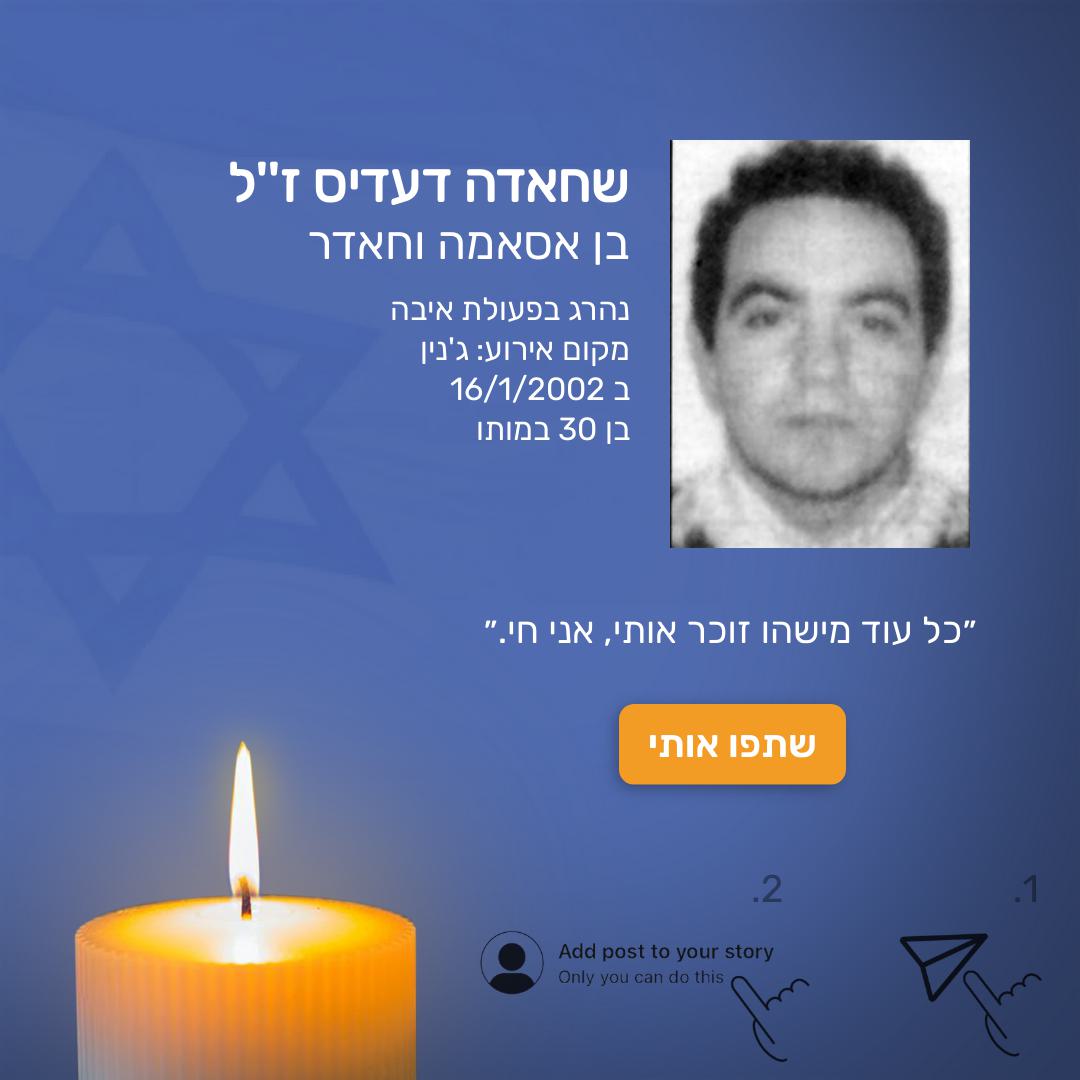 שחאדה דעדיס ז"ל
בן אסאמה וחאדר
נהרג בפעולת איבה
מקום אירוע: ג'נין
ב 16/1/2002
בן 30 במותו
״כל עוד מישהו זוכר אותי, אני חי.״
שתפו אותי
1.
2.
Add post to your story
Only you can do this